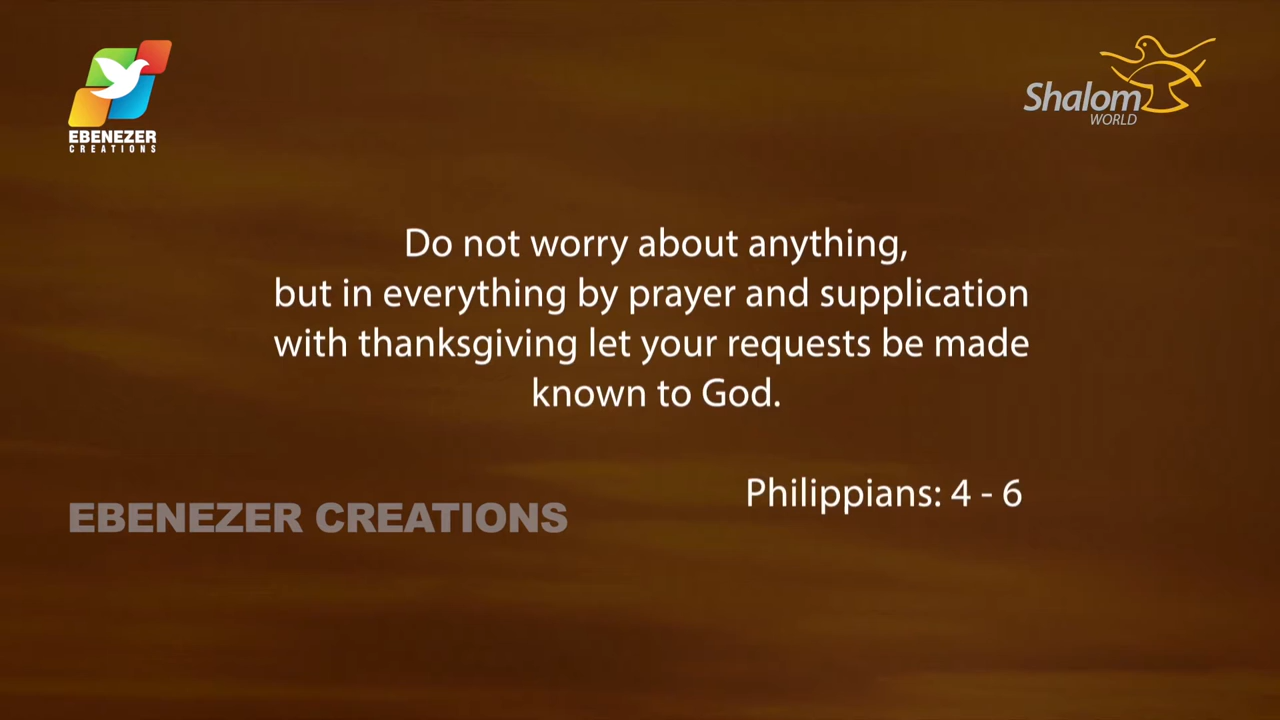 EBENEZER
CREATIONS
Shalom
WORLD
Do not worry about anything,
but in everything by prayer and supplication
with thanksgiving let your requests be made
known to God.
Philippians: 4 - 6
EBENEZER CREATIONS